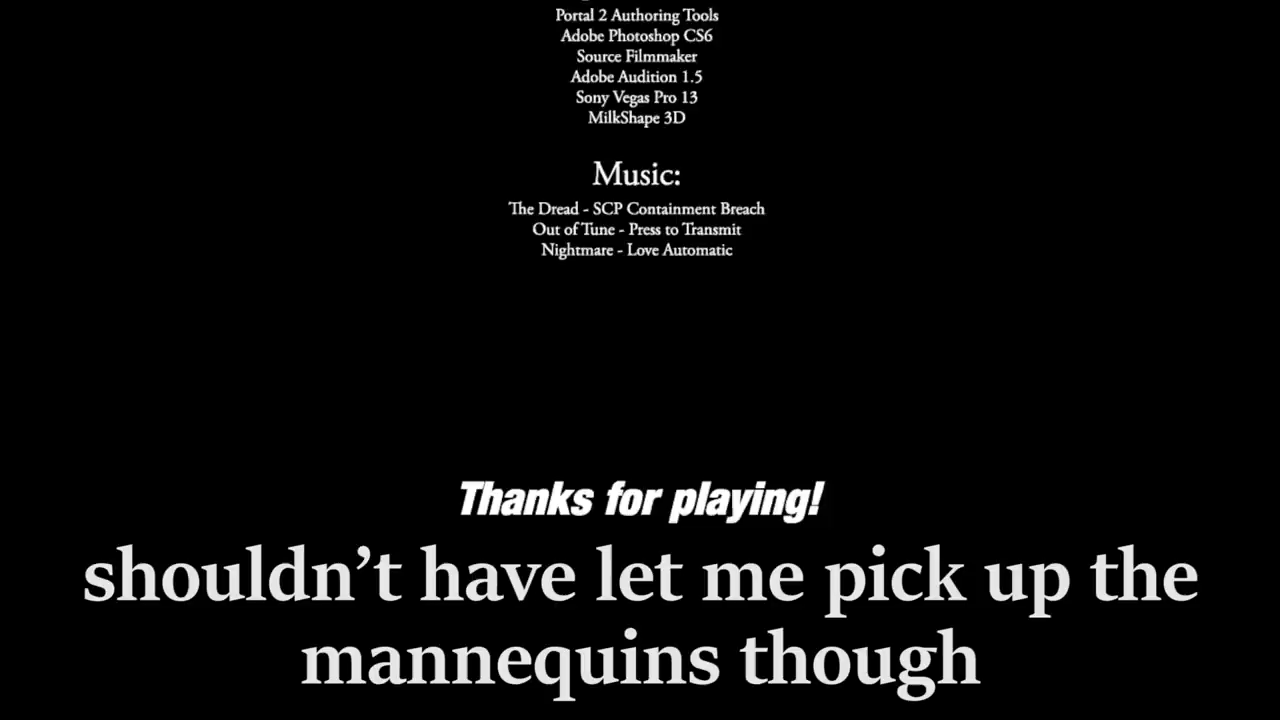 Portal 2 Authoring Tools
Adobe Photoshop CS6
Source Filmmaker
Adobe Audition 1.5
Sony Vegas Pro 13
MilkShape 3D
Music:
The Dread - SCP Containment Breach
Out of Tune - Press to Transmit
Nightmare - Love Automatic
Thanks for playing!
shouldn’t have let me pick up the
mannequins though